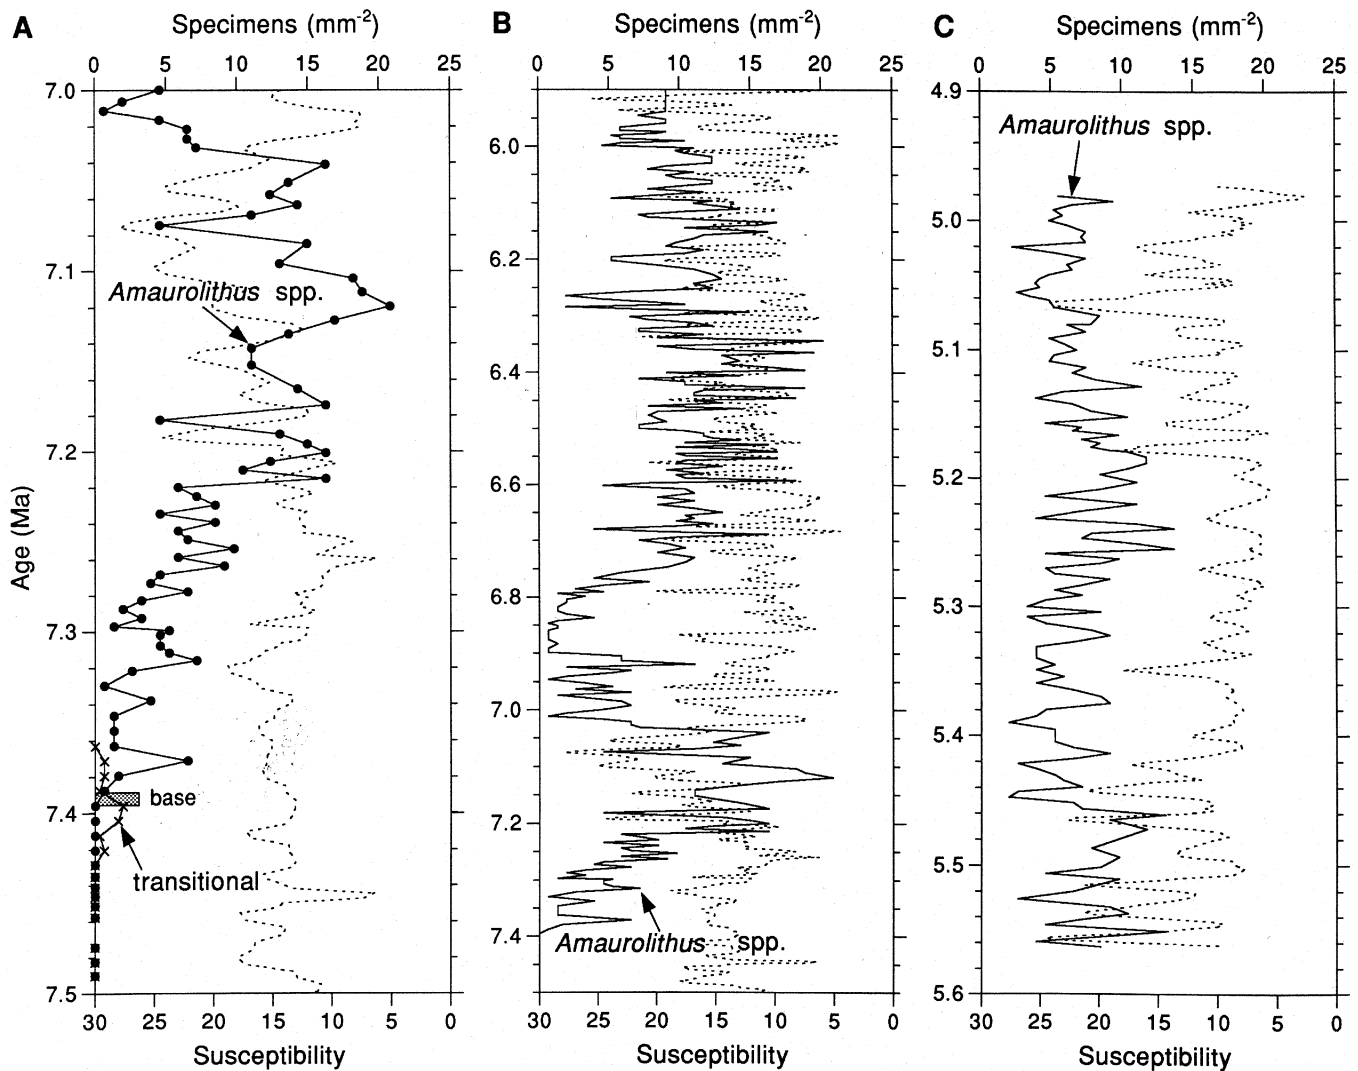 A Specimens (mm-2)
0 5 10 15 20 25
7.0
7.1
7.2
7.3
7.4
7.5
Age (Ma)
Amaurolithus spp.
base
transitional
30 25 20 15 10 5 0
Susceptibility
B Specimens (mm-2)
0 5 10 15 20 25
6.0
6.2
6.4
6.6
6.8
7.0
7.2
7.4
Amaurolithus spp.
30 25 20 15 10 5 0
Susceptibility
C Specimens (mm-2)
0 5 10 15 20 25
4.9
5.0
5.1
5.2
5.3
5.4
5.5
5.6
Amaurolithus spp.
30 25 20 15 10 5 0
Susceptibility